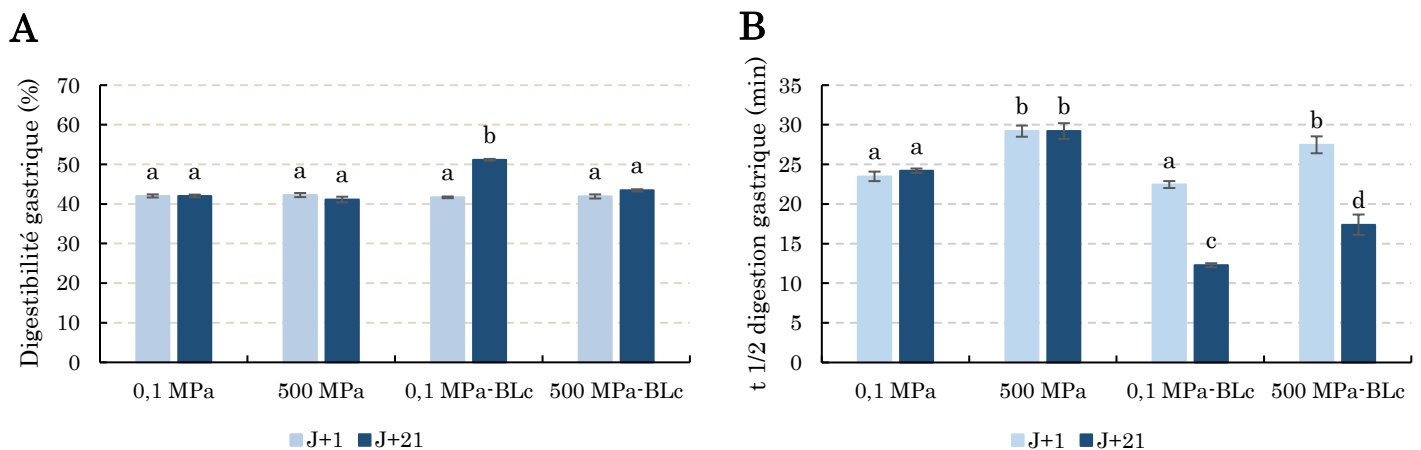 A
Digestibilité gastrique (%)
70
60
50
40
30
20
10
0
a a a a a b a a
0,1 MPa 500 MPa 0,1 MPa-BLc 500 MPa-BLc
J+1 J+21
B
t 1/2 digestion gastrique (min)
35
30
25
20
15
10
5
0
a a b b a c b d
0,1 MPa 500 MPa 0,1 MPa-BLc 500 MPa-BLc
J+1 J+21